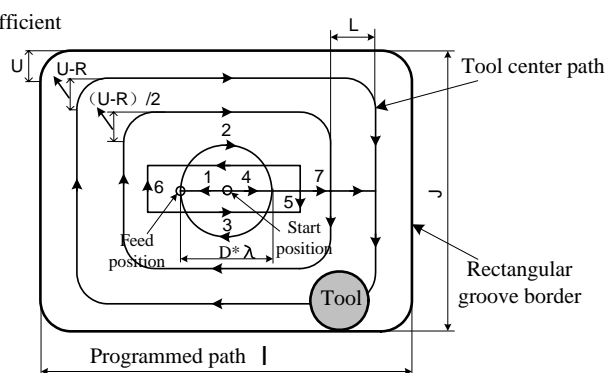 efficient
L
U
U-R
(U-R) /2
Tool center path
2
6
1
4
7
5
3
J
Feed
position
Start
position
D* λ
Rectangular
groove border
Tool
Programmed path I